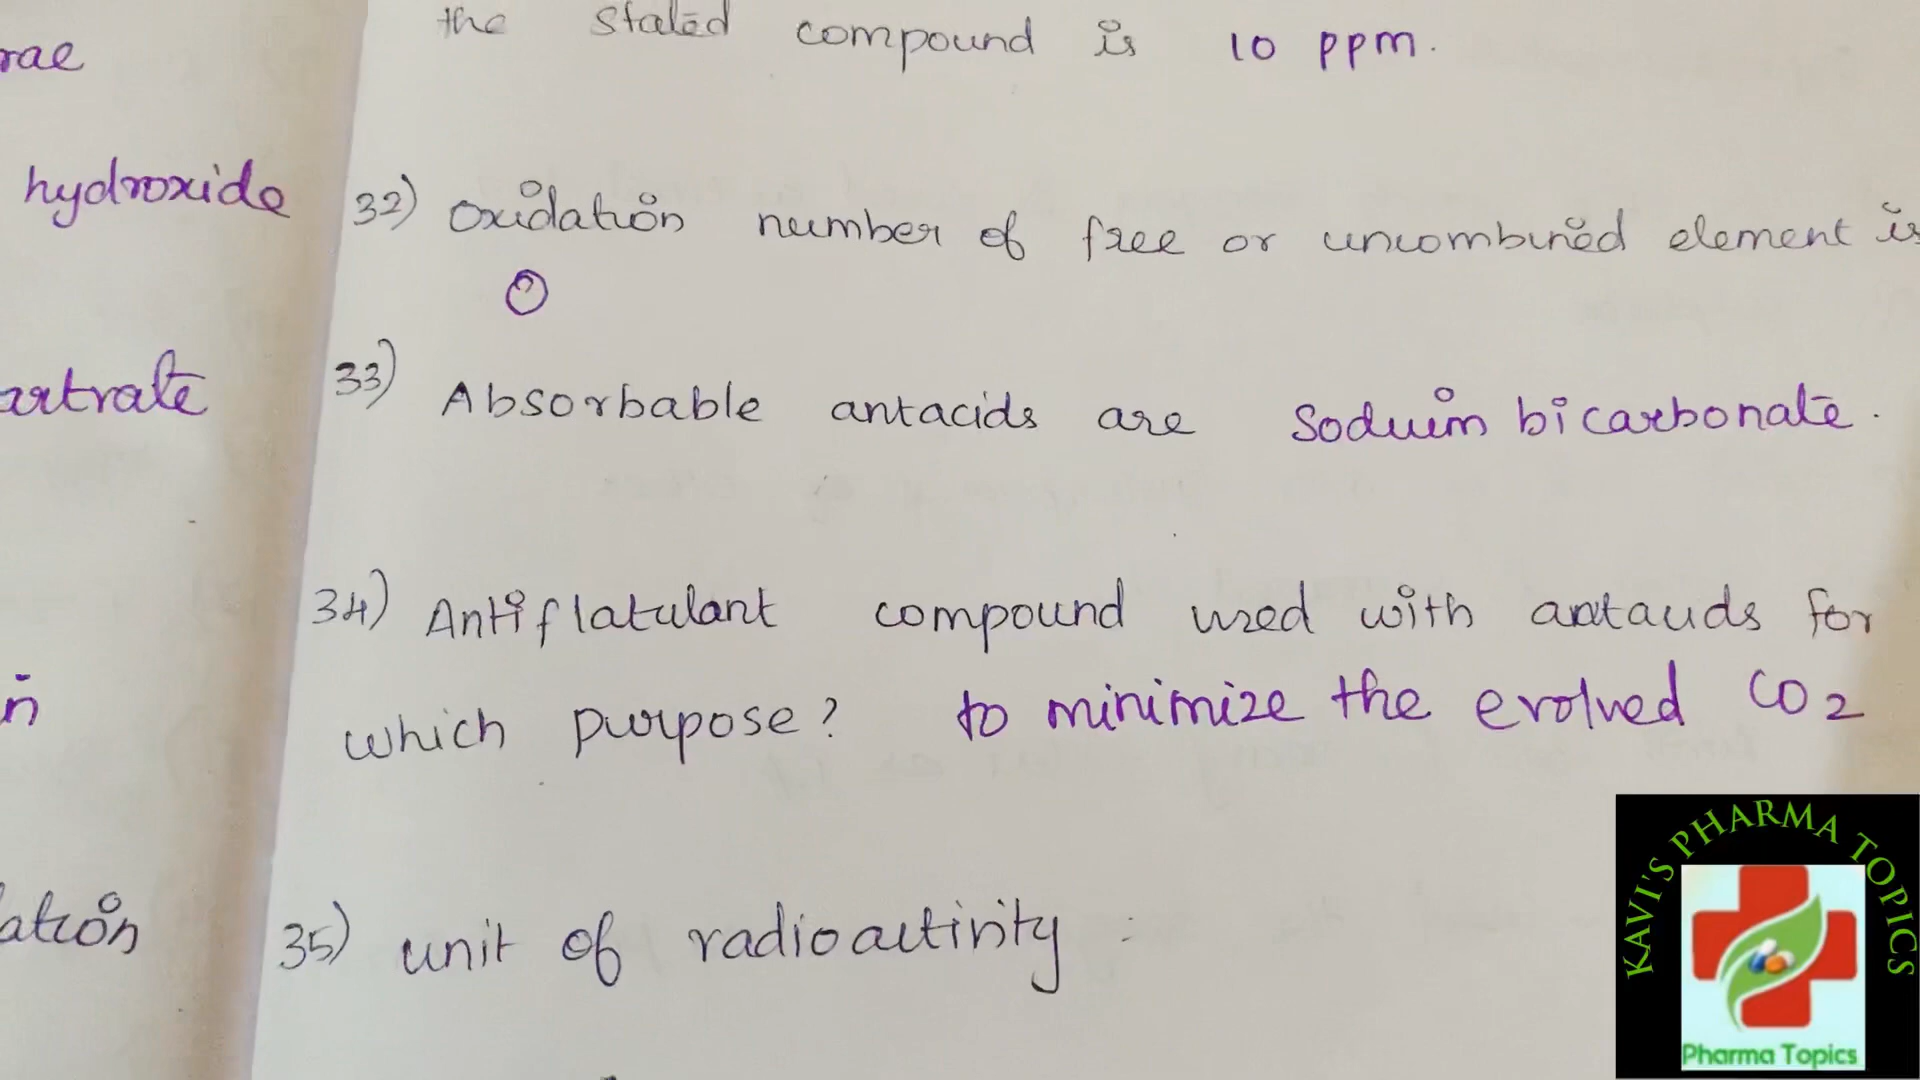 rae
hydroxide
artrate
n
ation
the stated compound is 10 ppm.
32) Oxidation number of free or uncombined element is
0
33) Absorbable antacids are Sodium bicarbonate.
34) Antiflatulant compound used with antacids for
which purpose? to minimize the evolved CO2
35) unit of radioactivity :
KAVI'S PHARMA TOPICS
Pharma Topics